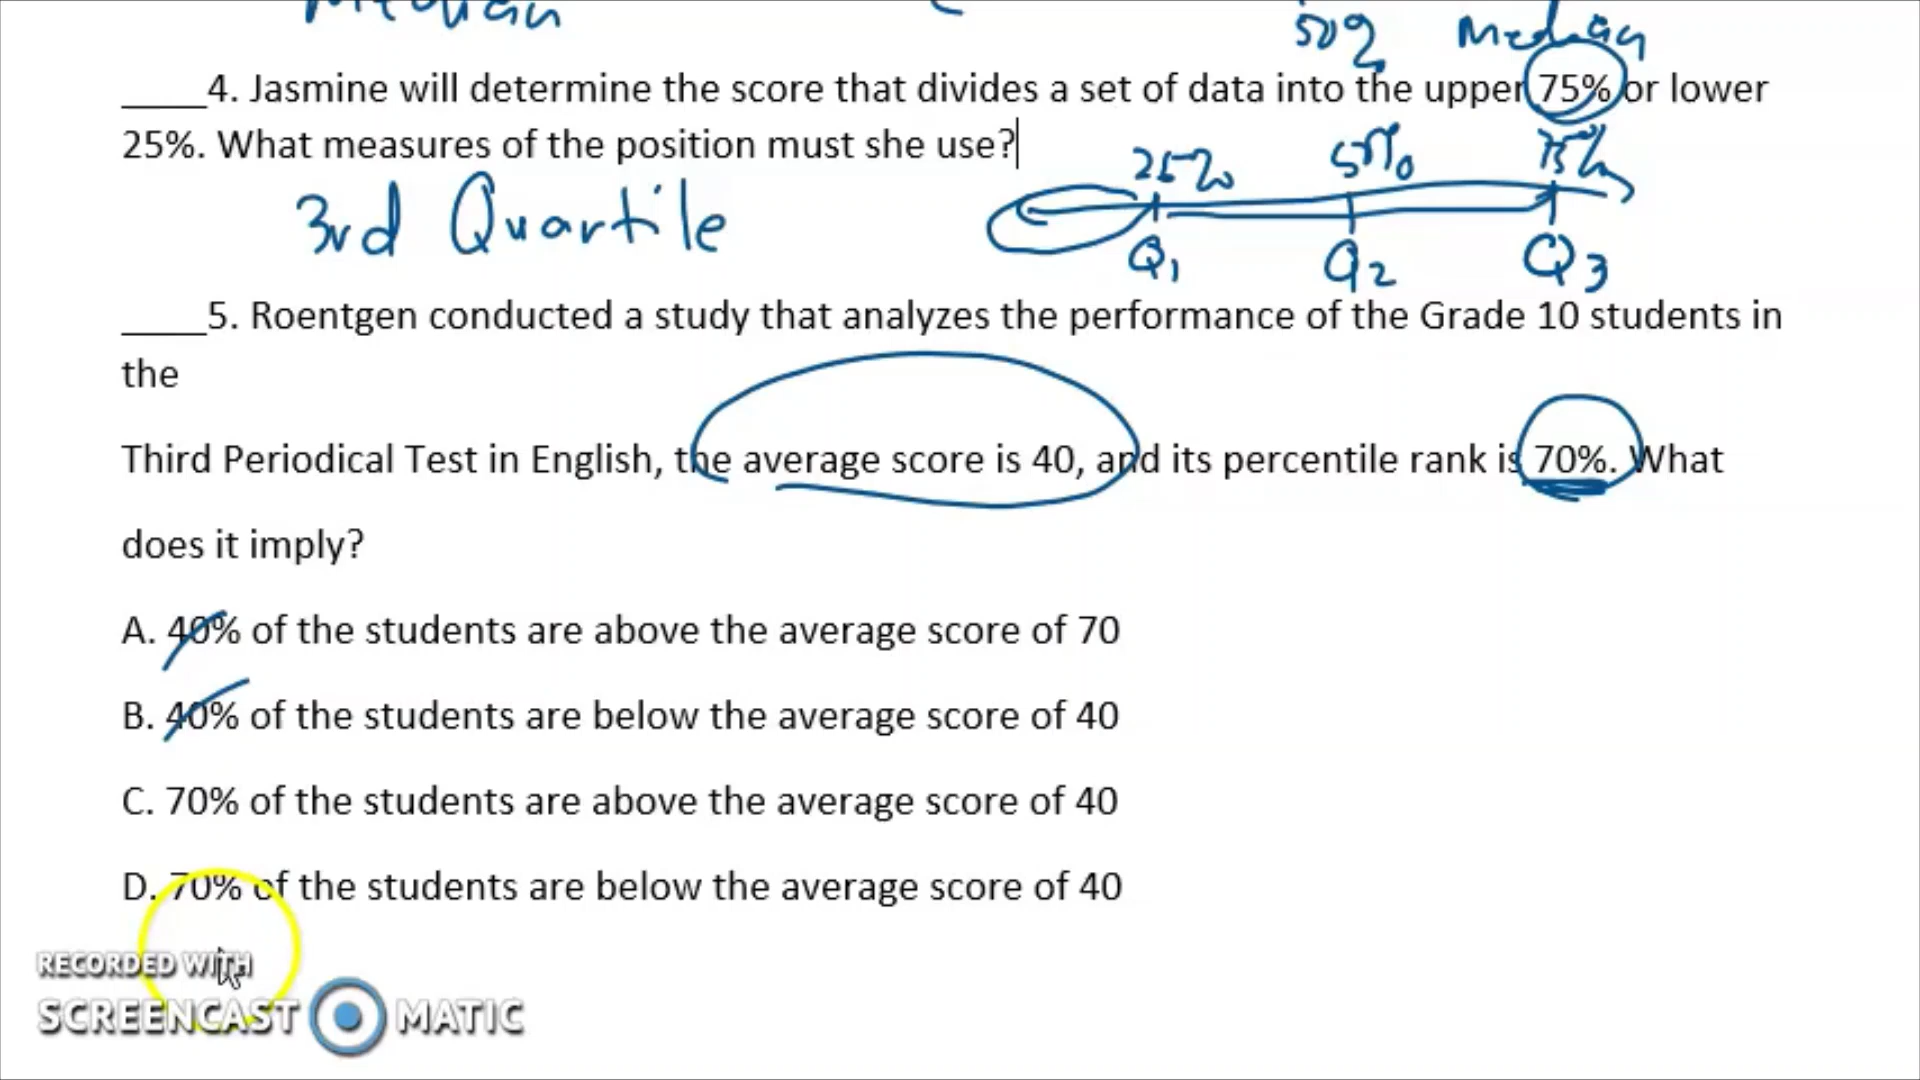 Median
50% Median
____4. Jasmine will determine the score that divides a set of data into the upper 75% or lower
25%. What measures of the position must she use?
25% 50% 75%
3rd Quartile
Q1 Q2 Q3
____5. Roentgen conducted a study that analyzes the performance of the Grade 10 students in
the
Third Periodical Test in English, the average score is 40, and its percentile rank is 70%. What
does it imply?
A. 40% of the students are above the average score of 70
B. 40% of the students are below the average score of 40
C. 70% of the students are above the average score of 40
D. 70% of the students are below the average score of 40
RECORDED WITH
SCREENCAST MATIC